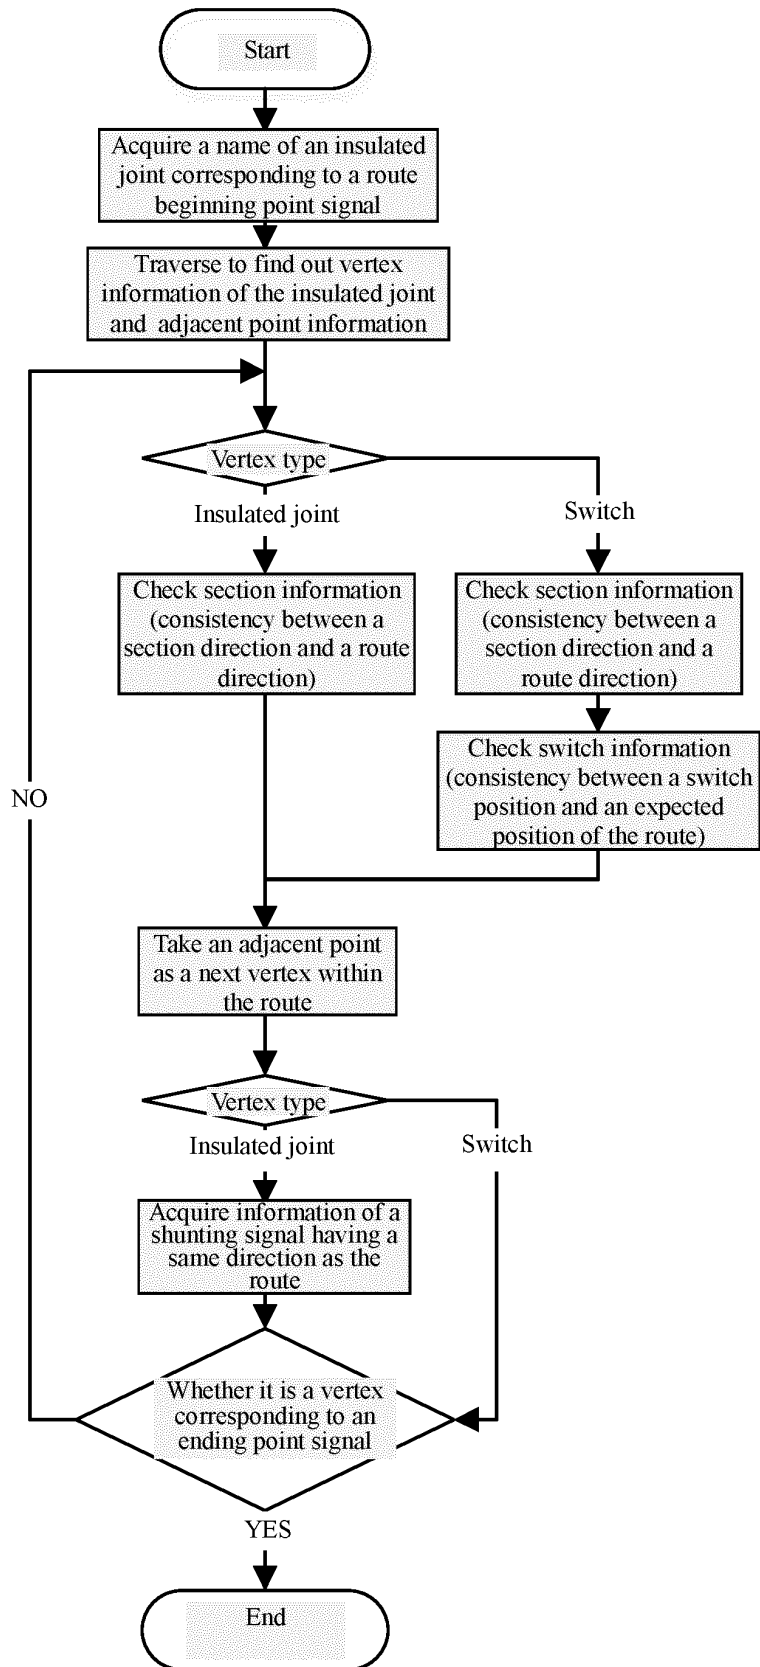 Start
Acquire a name of an insulated
joint corresponding to a route
beginning point signal
Traverse to find out vertex
information of the insulated joint
and adjacent point information
Vertex type
Insulated joint
Switch
Check section information
(consistency between a
section direction and a route
direction)
Check section information
(consistency between a
section direction and a
route direction)
Check switch information
(consistency between a switch
position and an expected
position of the route)
NO
Take an adjacent point
as a next vertex within
the route
Vertex type
Insulated joint
Switch
Acquire information of a
shunting signal having a
same direction as the
route
Whether it is a vertex
corresponding to an
ending point signal
YES
End